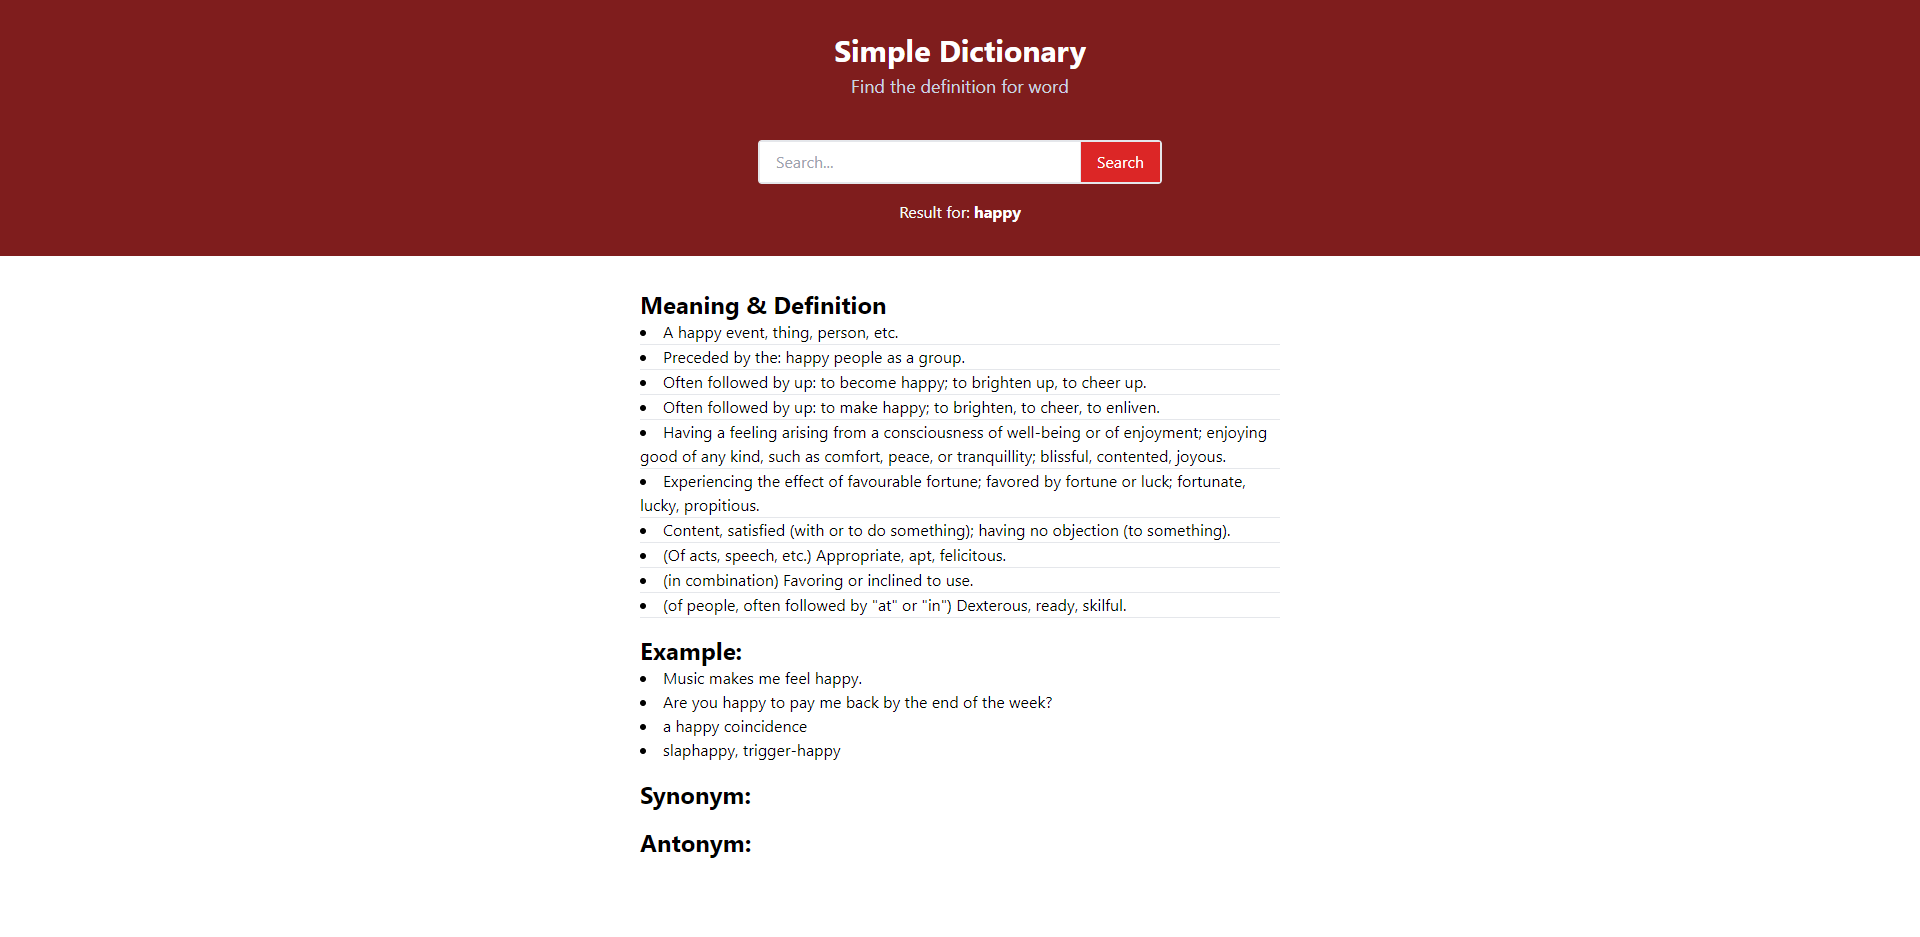 Simple Dictionary
Find the definition for word
Search...
Search
Result for: happy
Meaning & Definition
• A happy event, thing, person, etc.
• Preceded by the: happy people as a group.
• Often followed by up: to become happy; to brighten up, to cheer up.
• Often followed by up: to make happy; to brighten, to cheer, to enliven.
• Having a feeling arising from a consciousness of well-being or of enjoyment; enjoying
good of any kind, such as comfort, peace, or tranquillity; blissful, contented, joyous.
• Experiencing the effect of favourable fortune; favored by fortune or luck; fortunate,
lucky, propitious.
• Content, satisfied (with or to do something); having no objection (to something).
• (Of acts, speech, etc.) Appropriate, apt, felicitous.
• (in combination) Favoring or inclined to use.
• (of people, often followed by "at" or "in") Dexterous, ready, skilful.
Example:
• Music makes me feel happy.
• Are you happy to pay me back by the end of the week?
• a happy coincidence
• slaphappy, trigger-happy
Synonym:
Antonym: